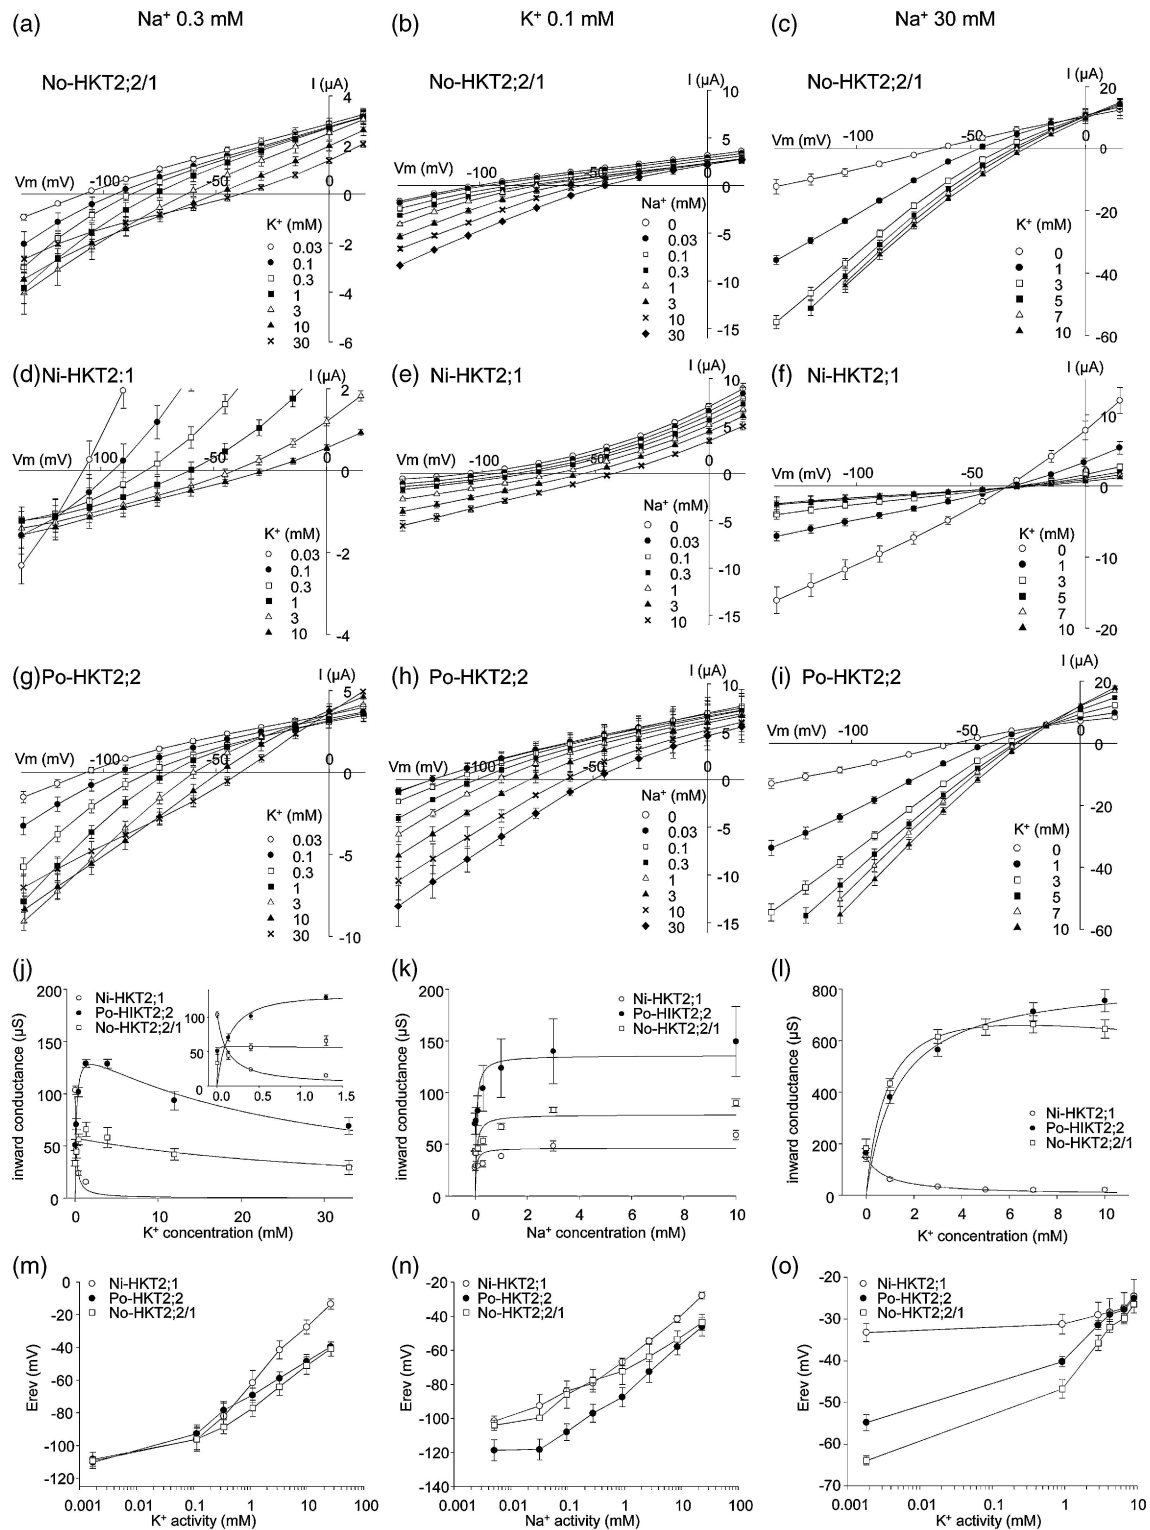 (a) Na⁺ 0.3 mM
(b) K⁺ 0.1 mM
(c) Na⁺ 30 mM
No-HKT2;2/1
I (µA)
4
2
0
-2
-4
-6
Vm (mV)
-100
-50
0
K⁺ (mM)
0.03
0.1
0.3
1
3
10
30
No-HKT2;2/1
I (µA)
10
5
0
-5
-10
-15
Vm (mV)
-100
-50
0
Na⁺ (mM)
0
0.03
0.1
0.3
1
3
10
30
No-HKT2;2/1
I (µA)
20
0
-20
-40
-60
Vm (mV)
-100
-50
0
K⁺ (mM)
0
1
3
5
7
10
(d) Ni-HKT2:1
I (µA)
2
0
-2
-4
Vm (mV)
100
-50
0
K⁺ (mM)
0.03
0.1
0.3
1
3
10
(e) Ni-HKT2;1
I (µA)
10
5
0
-5
-10
-15
Vm (mV)
-100
-50
0
Na⁺ (mM)
0
0.03
0.1
0.3
1
3
10
(f) Ni-HKT2;1
I (µA)
10
0
-10
-20
Vm (mV)
-100
-50
0
K⁺ (mM)
0
1
3
5
7
10
(g) Po-HKT2;2
I (µA)
5
0
-5
-10
Vm (mV)
-100
-50
0
K⁺ (mM)
0.03
0.1
0.3
1
3
10
30
(h) Po-HKT2;2
I (µA)
10
5
0
-5
-10
-15
Vm (mV)
-100
-50
0
Na⁺ (mM)
0
0.03
0.1
0.3
1
3
10
30
(i) Po-HKT2;2
I (µA)
20
0
-20
-40
-60
Vm (mV)
-100
-50
0
K⁺ (mM)
0
1
3
5
7
10
(j)
Ni-HKT2;1
Po-HIKT2;2
No-HKT2;2/1
inward conductance (µS)
200
150
100
50
0
100
50
0
0.0 0.5 1.0 1.5
0 10 20 30
K⁺ concentration (mM)
(k)
Ni-HKT2;1
Po-HIKT2;2
No-HKT2;2/1
inward conductance (µS)
200
150
100
50
0
0 2 4 6 8 10
Na⁺ concentration (mM)
(l)
Ni-HKT2;1
Po-HIKT2;2
No-HKT2;2/1
inward conductance (µS)
800
600
400
200
0
0 2 4 6 8 10
K⁺ concentration (mM)
(m)
Ni-HKT2;1
Po-HKT2;2
No-HKT2;2/1
Erev (mV)
0
-20
-40
-60
-80
-100
-120
0.001 0.01 0.1 1 10 100
K⁺ activity (mM)
(n)
Ni-HKT2;1
Po-HKT2;2
No-HKT2;2/1
Erev (mV)
-20
-40
-60
-80
-100
-120
-140
0.001 0.01 0.1 1 10 100
Na⁺ activity (mM)
(o)
Ni-HKT2;1
Po-HKT2;2
No-HKT2;2/1
Erev (mV)
-20
-30
-40
-50
-60
-70
0.001 0.01 0.1 1 10
K⁺ activity (mM)